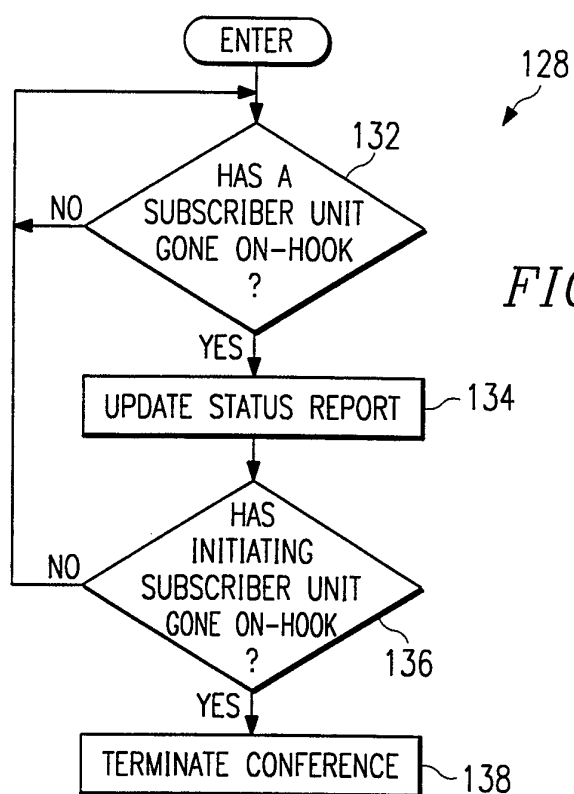 ENTER
128
132
HAS A
SUBSCRIBER UNIT
GONE ON-HOOK
?
NO
YES
FIG
UPDATE STATUS REPORT
134
HAS
INITIATING
SUBSCRIBER UNIT
GONE ON-HOOK
?
NO
136
YES
TERMINATE CONFERENCE
138